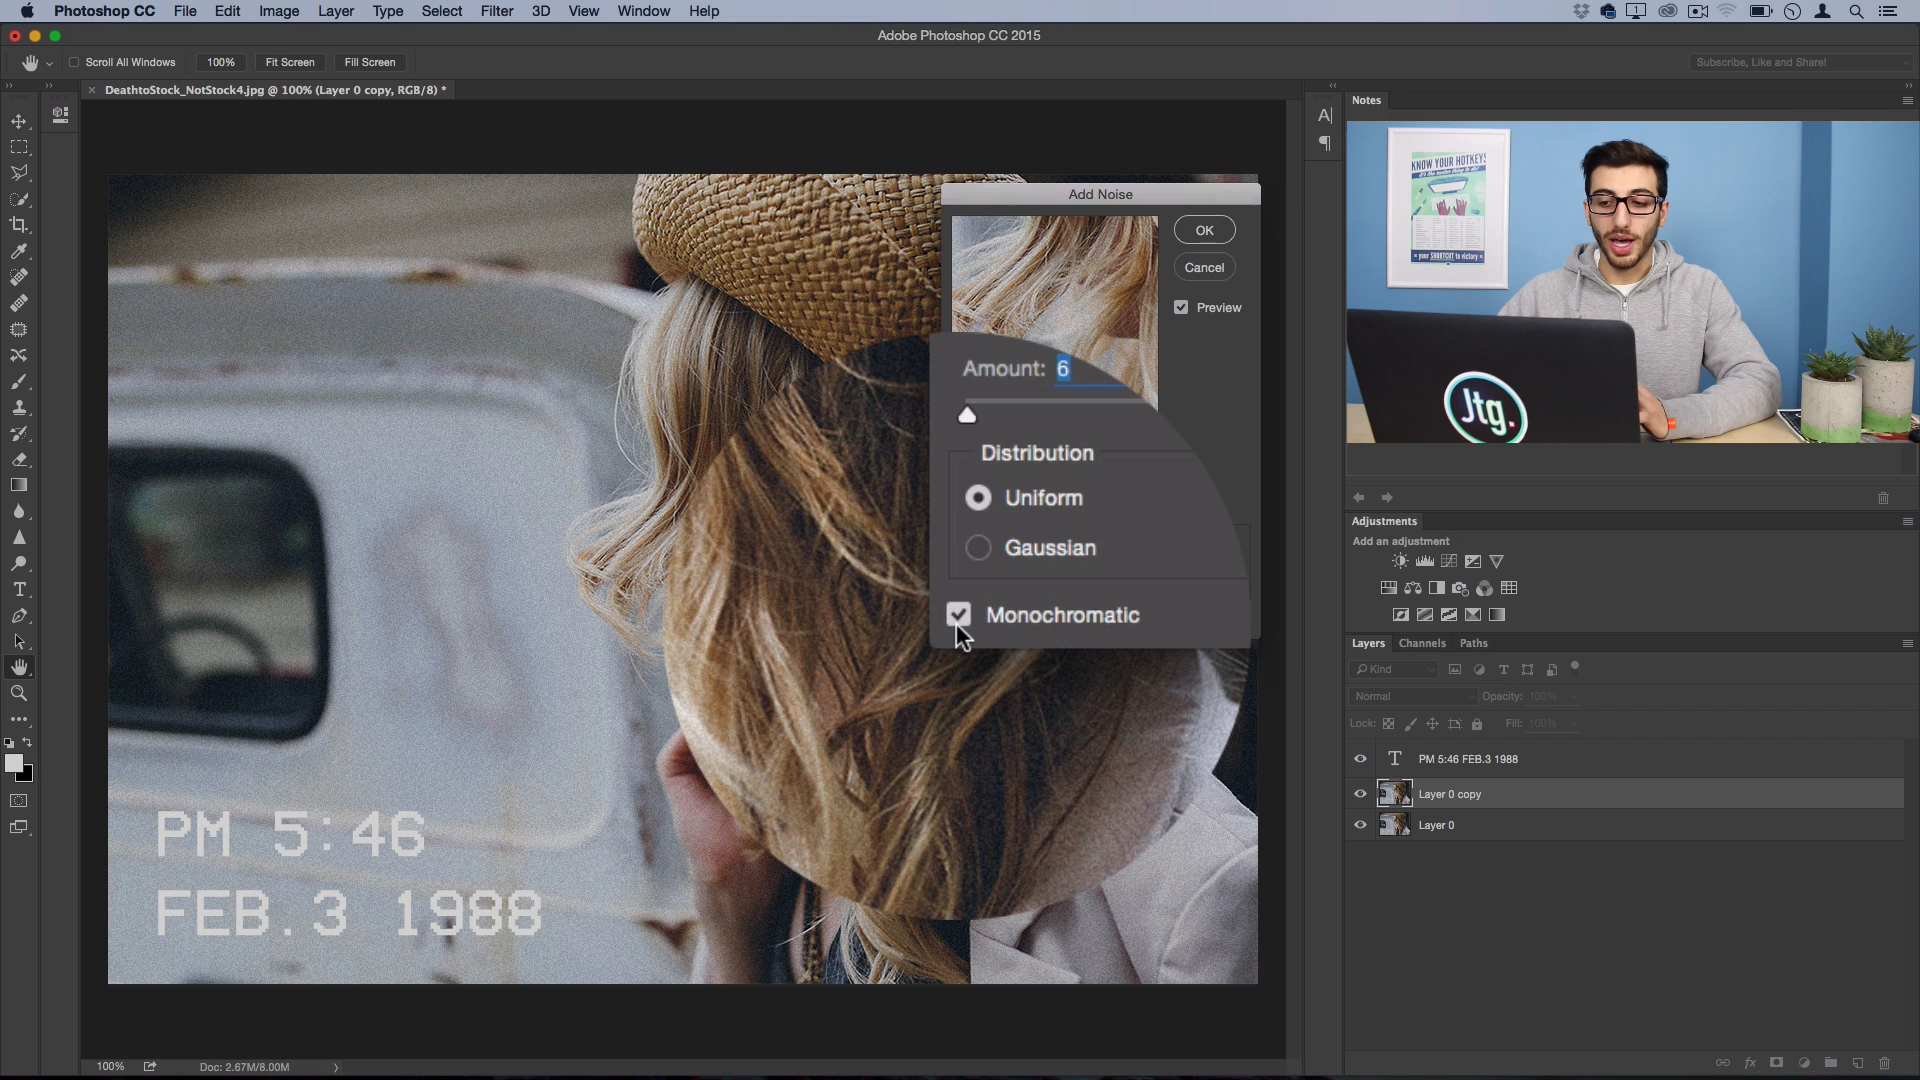 Photoshop CC File Edit Image Layer Type Select Filter 3D View Window Help
Adobe Photoshop CC 2015
Scroll All Windows 100% Fit Screen Fill Screen
Subscribe, Like and Share!
DeathtoStock_NotStock4.jpg @ 100% (Layer 0 copy, RGB/8) *
Add Noise
OK
Cancel
Preview
Amount: 6
Distribution
Uniform
Gaussian
Monochromatic
PM 5:46
FEB.3 1988
100%
Doc: 2.67M/8.00M
Notes
KNOW YOUR HOTKEYS
your SHORTCUT to victory
Jtg.
Adjustments
Add an adjustment
Layers Channels Paths
Kind
Normal Opacity: 100%
Lock: Fill: 100%
PM 5:46 FEB.3 1988
Layer 0 copy
Layer 0